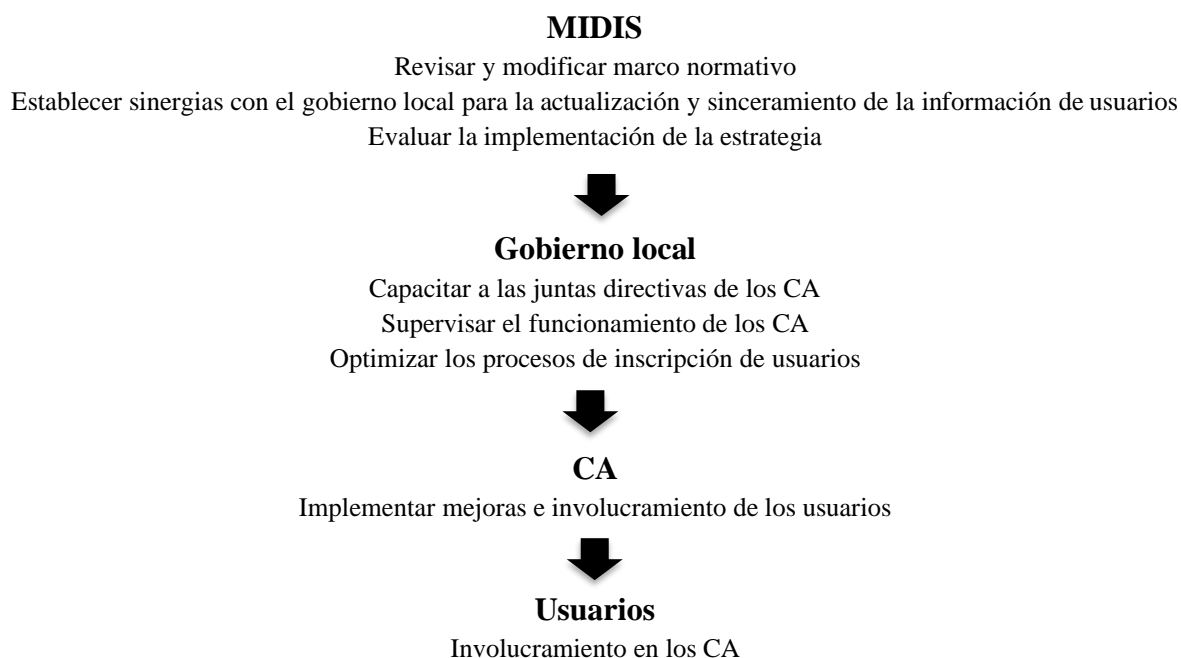 MIDIS
Revisar y modificar marco normativo
Establecer sinergias con el gobierno local para la actualización y sinceramiento de la información de usuarios
Evaluar la implementación de la estrategia
Gobierno local
Capacitar a las juntas directivas de los CA
Supervisar el funcionamiento de los CA
Optimizar los procesos de inscripción de usuarios
CA
Implementar mejoras e involucramiento de los usuarios
Usuarios
Involucramiento en los CA